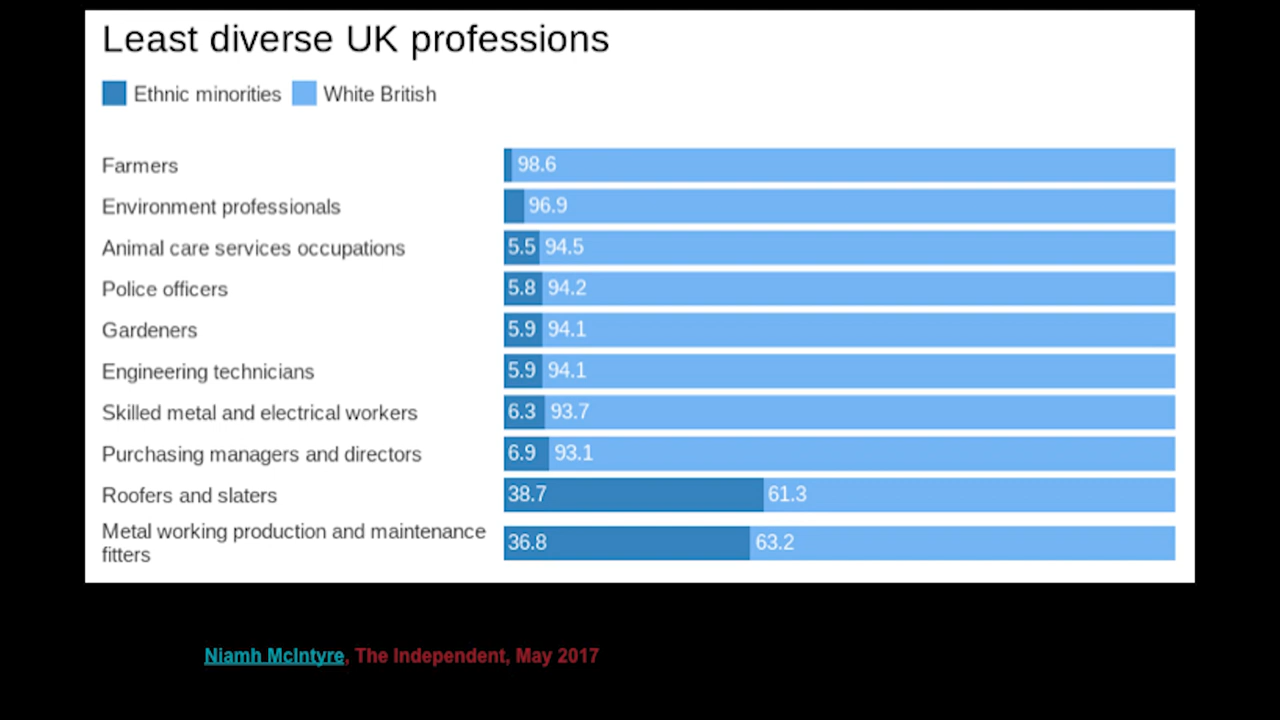 Least diverse UK professions
Ethnic minorities White British
Farmers 98.6
Environment professionals 96.9
Animal care services occupations 5.5 94.5
Police officers 5.8 94.2
Gardeners 5.9 94.1
Engineering technicians 5.9 94.1
Skilled metal and electrical workers 6.3 93.7
Purchasing managers and directors 6.9 93.1
Roofers and slaters 38.7 61.3
Metal working production and maintenance
fitters 36.8 63.2
Niamh McIntyre, The Independent, May 2017